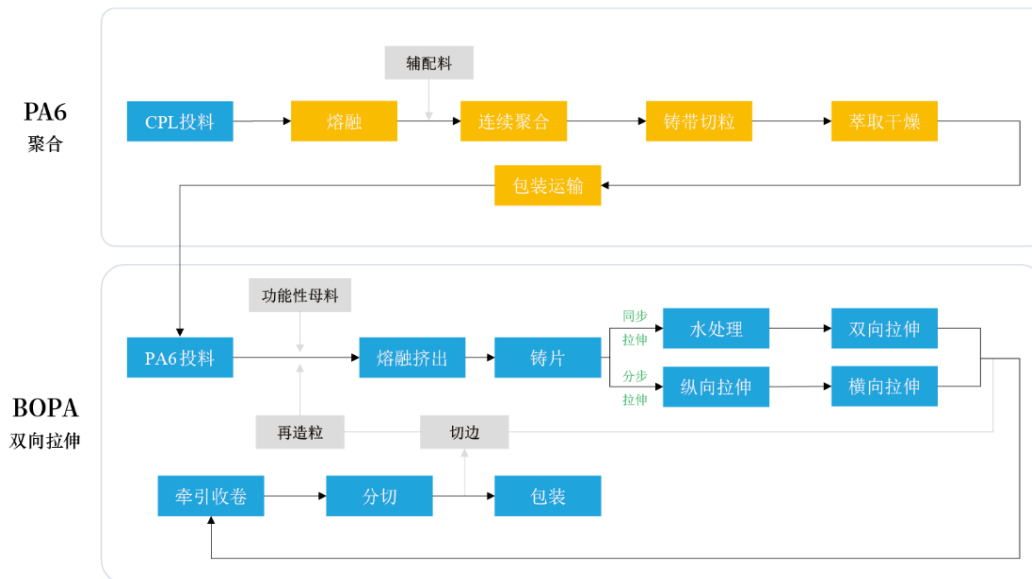 辅配料
PA6
聚合
CPL投料
熔融
连续聚合
铸带切粒
萃取干燥
包装运输
功能性母料
同步
拉伸
水处理
双向拉伸
PA6投料
熔融挤出
铸片
分步
拉伸
纵向拉伸
横向拉伸
BOPA
双向拉伸
再造粒
切边
牵引收卷
分切
包装